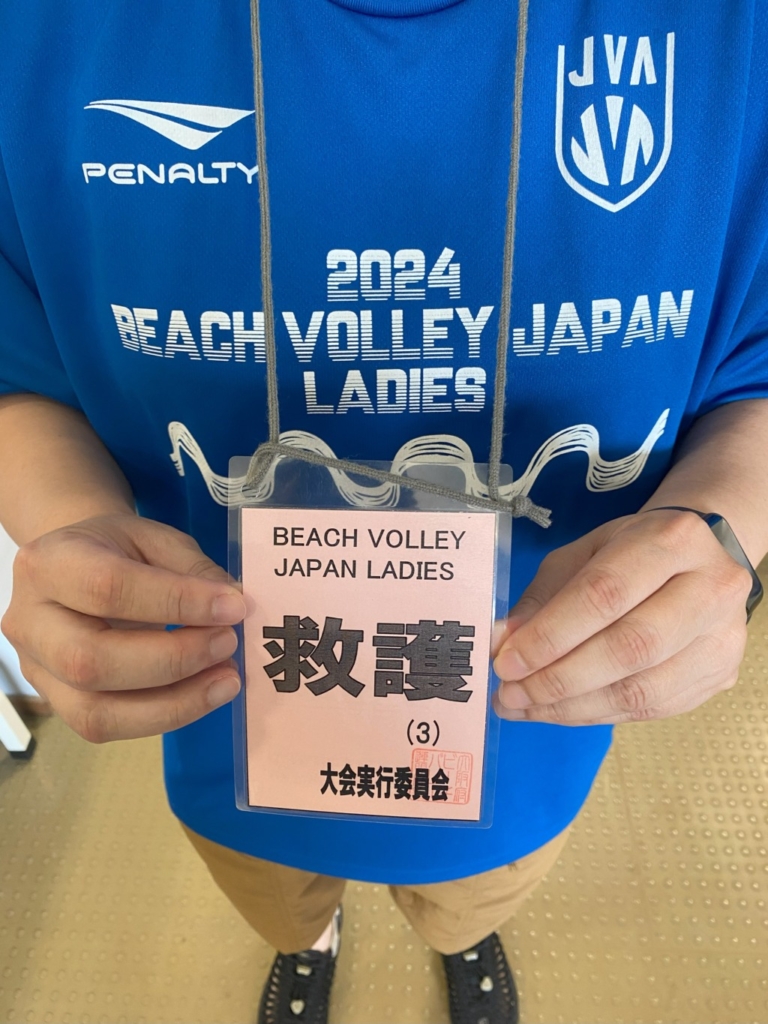 PENALTY
JVA
2024
BEACH VOLLEY JAPAN
LADIES
BEACH VOLLEY
JAPAN LADIES
救護
(3)
大会実行委員会